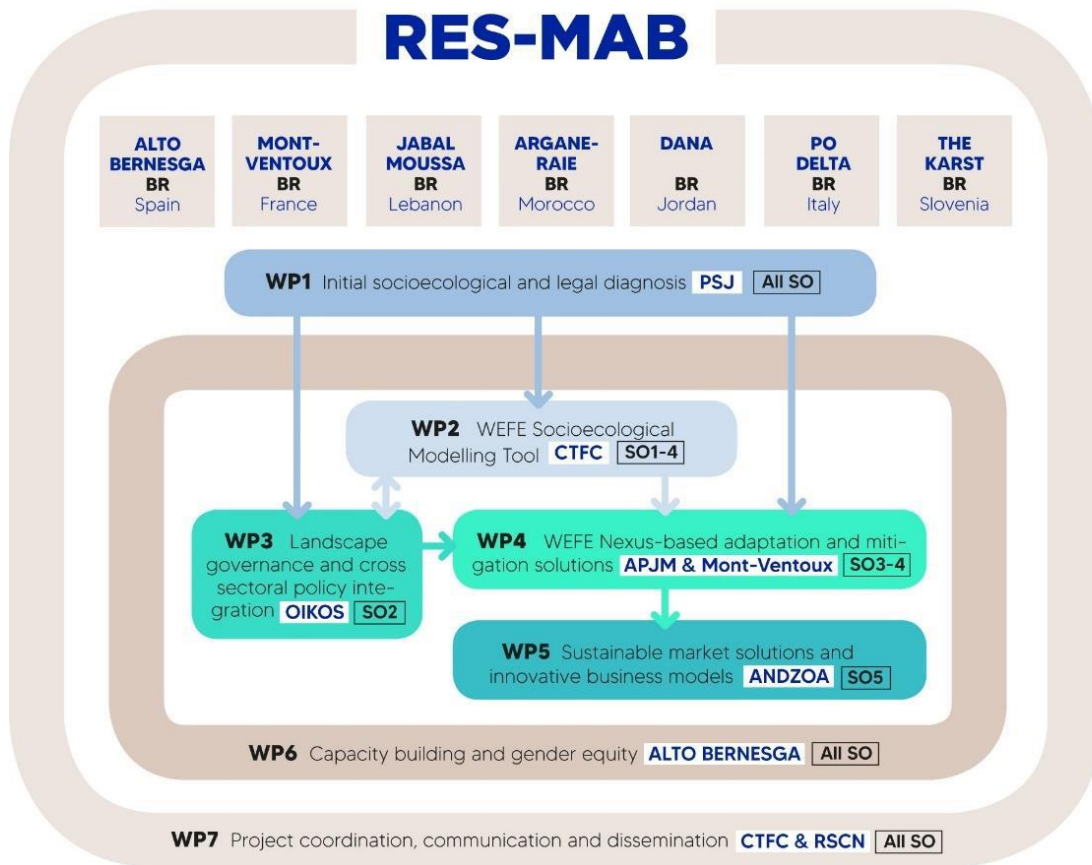 RES-MAB
ALTO
BERNESGA
BR
Spain
MONT-
VENTOUX
BR
France
JABAL
MOUSSA
BR
Lebanon
ARGANE-
RAIE
BR
Morocco
DANA
BR
Jordan
PO
DELTA
BR
Italy
THE
KARST
BR
Slovenia
WP1 Initial socioecological and legal diagnosis PSJ All SO
WP2 WEFE Socioecological
Modelling Tool CTFC SO1-4
WP3 Landscape
governance and cross
sectoral policy inte-
gration OIKOS SO2
WP4 WEFE Nexus-based adaptation and miti-
gation solutions APJM & Mont-Ventoux SO3-4
WP5 Sustainable market solutions and
innovative business models ANDZOA SO5
WP6 Capacity building and gender equity ALTO BERNESGA All SO
WP7 Project coordination, communication and dissemination CTFC & RSCN All SO